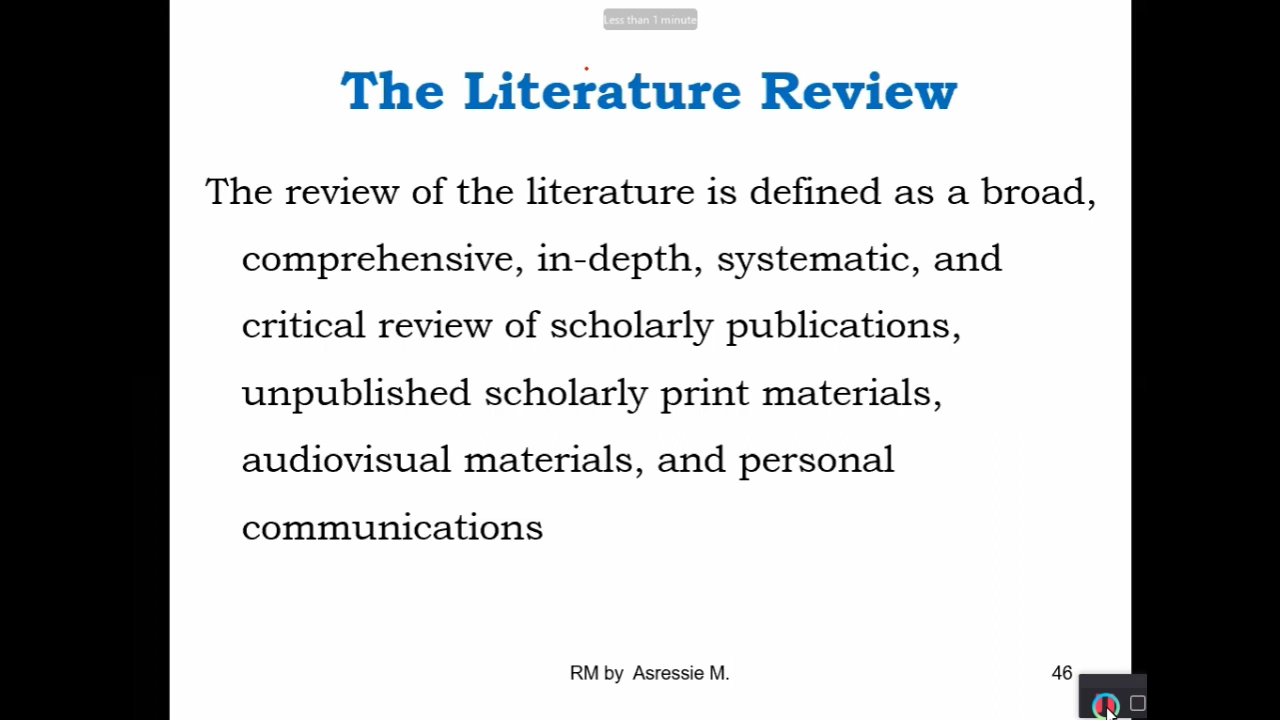 Less than 1 minute
The Literature Review
The review of the literature is defined as a broad,
comprehensive, in-depth, systematic, and
critical review of scholarly publications,
unpublished scholarly print materials,
audiovisual materials, and personal
communications
RM by Asressie M.
46